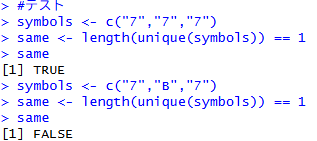 > #テスト
> symbols <- c("7","7","7")
> same <- length(unique(symbols)) == 1
> same
[1] TRUE
> symbols <- c("7","B","7")
> same <- length(unique(symbols)) == 1
> same
[1] FALSE